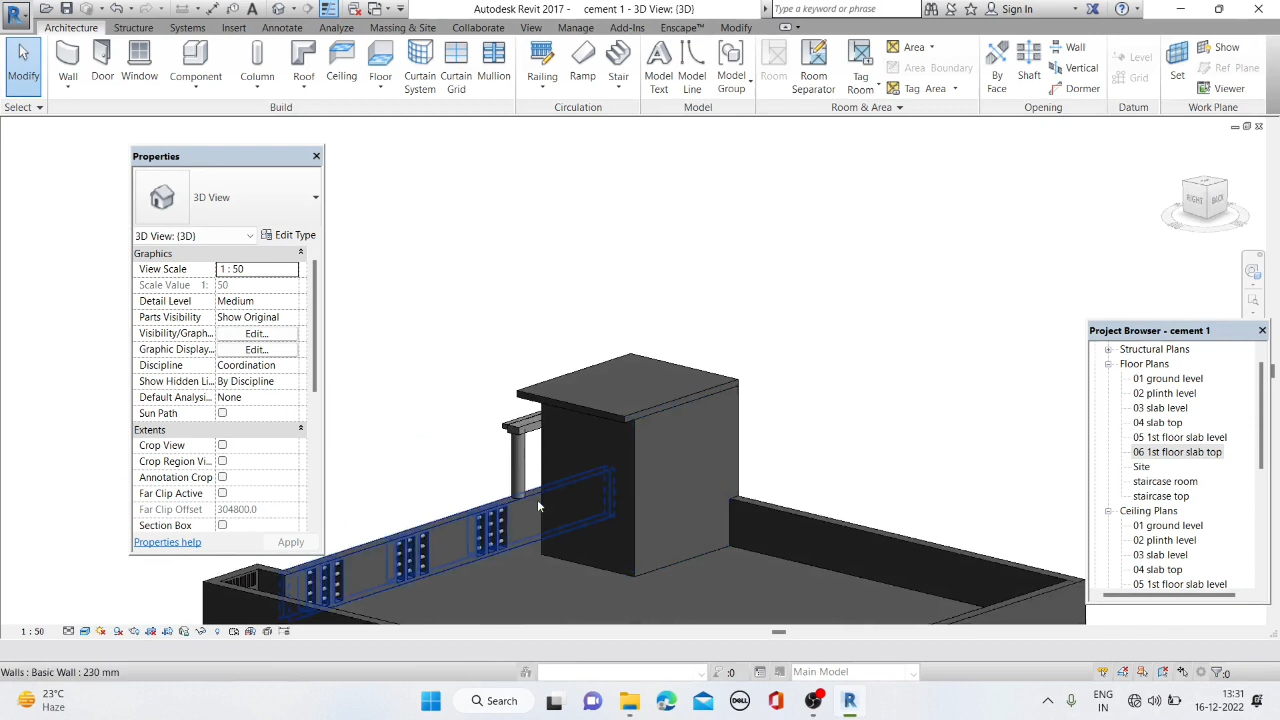 Autodesk Revit 2017 - cement 1 - 3D View: {3D}
Type a keyword or phrase
Sign In
Architecture Structure Systems Insert Annotate Analyze Massing & Site Collaborate View Manage Add-Ins Enscape™ Modify
Modify Wall Door Window Component Column Roof Ceiling Floor Curtain System Curtain Grid Mullion Railing Ramp Stair Model Text Model Line Model Group Room Room Separator Tag Room
Area
Area Boundary
Tag Area
By Face Shaft Wall
Vertical
Dormer
Level
Grid
Set Show
Ref Plane
Viewer
Select Build Circulation Model Room & Area Opening Datum Work Plane
Properties
3D View
3D View: {3D} Edit Type
Graphics
View Scale 1 : 50
Scale Value 1: 50
Detail Level Medium
Parts Visibility Show Original
Visibility/Graph... Edit...
Graphic Display... Edit...
Discipline Coordination
Show Hidden Li... By Discipline
Default Analysi... None
Sun Path
Extents
Crop View
Crop Region Vi...
Annotation Crop
Far Clip Active
Far Clip Offset 304800.0
Section Box
Properties help Apply
RIGHT BACK
Project Browser - cement 1
Structural Plans
Floor Plans
01 ground level
02 plinth level
03 slab level
04 slab top
05 1st floor slab level
06 1st floor slab top
Site
staircase room
staircase top
Ceiling Plans
01 ground level
02 plinth level
03 slab level
04 slab top
05 1st floor slab level
1 : 50
Walls : Basic Wall : 230 mm
:0
Main Model
:0
23°C
Haze
Search
DELL
ENG
IN
13:31
16-12-2022